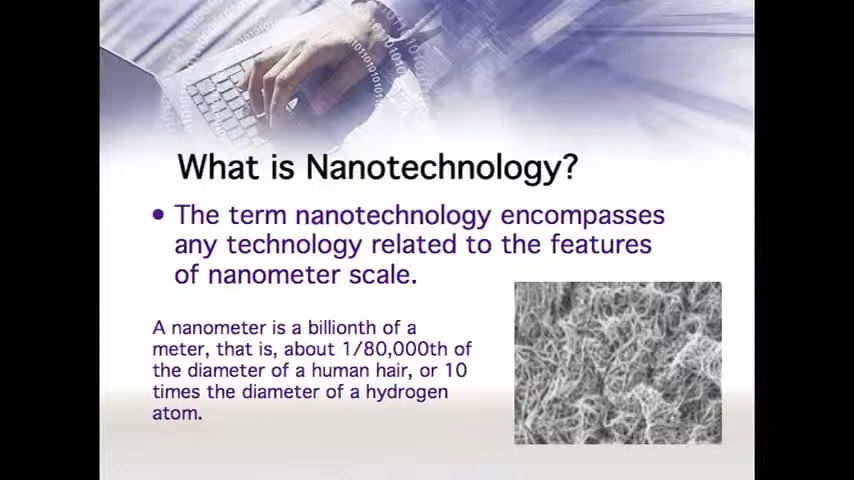 What is Nanotechnology?
• The term nanotechnology encompasses
any technology related to the features
of nanometer scale.
A nanometer is a billionth of a
meter, that is, about 1/80,000th of
the diameter of a human hair, or 10
times the diameter of a hydrogen
atom.